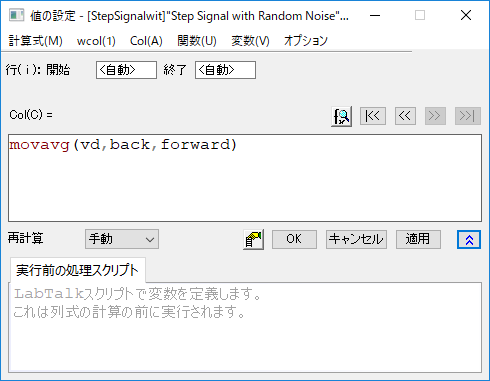 値の設定 - [StepSignalwit]"Step Signal with Random Noise"...
計算式(M) wcol(1) Col(A) 関数(U) 変数(V) オプション
行(i): 開始 <自動> 終了 <自動>
Col(C) =
movavg(vd,back,forward)
再計算 手動 OK キャンセル 適用
実行前の処理スクリプト
LabTalkスクリプトで変数を定義します。
これは列式の計算の前に実行されます。